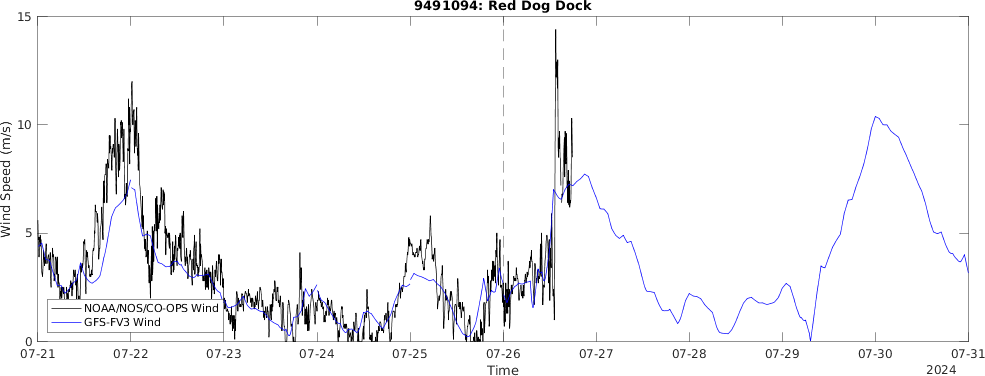 9491094: Red Dog Dock
15
10
5
0
Wind Speed (m/s)
NOAA/NOS/CO-OPS Wind
GFS-FV3 Wind
07-21 07-22 07-23 07-24 07-25 07-26 07-27 07-28 07-29 07-30 07-31
Time
2024